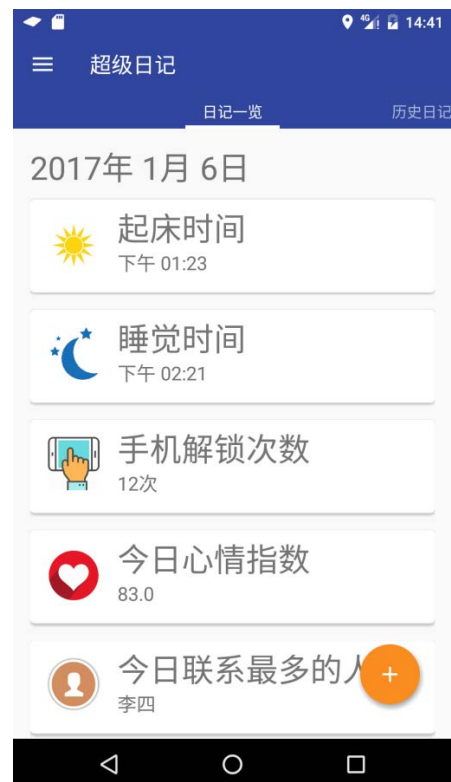 4G 14:41
超级日记
日记一览 历史日记
2017年 1月 6日
起床时间
下午 01:23
睡觉时间
下午 02:21
手机解锁次数
12次
今日心情指数
83.0
今日联系最多的人
李四